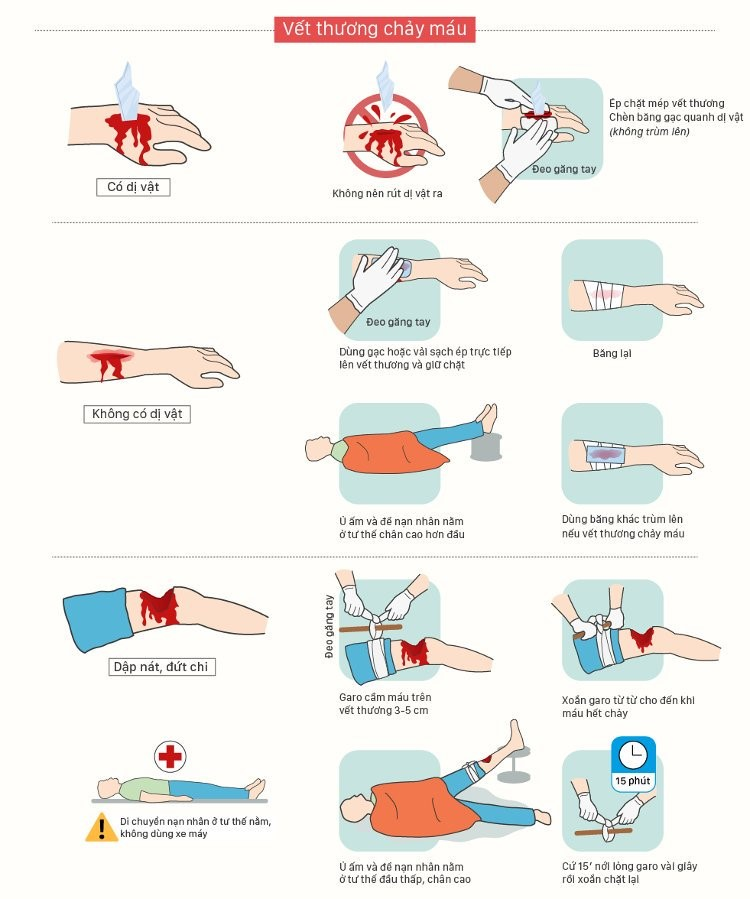 Vết thương chảy máu
Có dị vật
Không nên rút dị vật ra
Đeo găng tay
Ép chặt mép vết thương
Chèn băng gạc quanh dị vật
(không trùm lên)
Không có dị vật
Đeo găng tay
Dùng gạc hoặc vải sạch ép trực tiếp
lên vết thương và giữ chặt
Băng lại
Ủ ấm và để nạn nhân nằm
ở tư thế chân cao hơn đầu
Dùng băng khác trùm lên
nếu vết thương chảy máu
Dập nát, đứt chi
Đeo găng tay
Garo cầm máu trên
vết thương 3-5 cm
Xoắn garo từ từ cho đến khi
máu hết chảy
Di chuyển nạn nhân ở tư thế nằm,
không dùng xe máy
Ủ ấm và để nạn nhân nằm
ở tư thế đầu thấp, chân cao
15 phút
Cứ 15' nới lỏng garo vài giây
rồi xoắn chặt lại